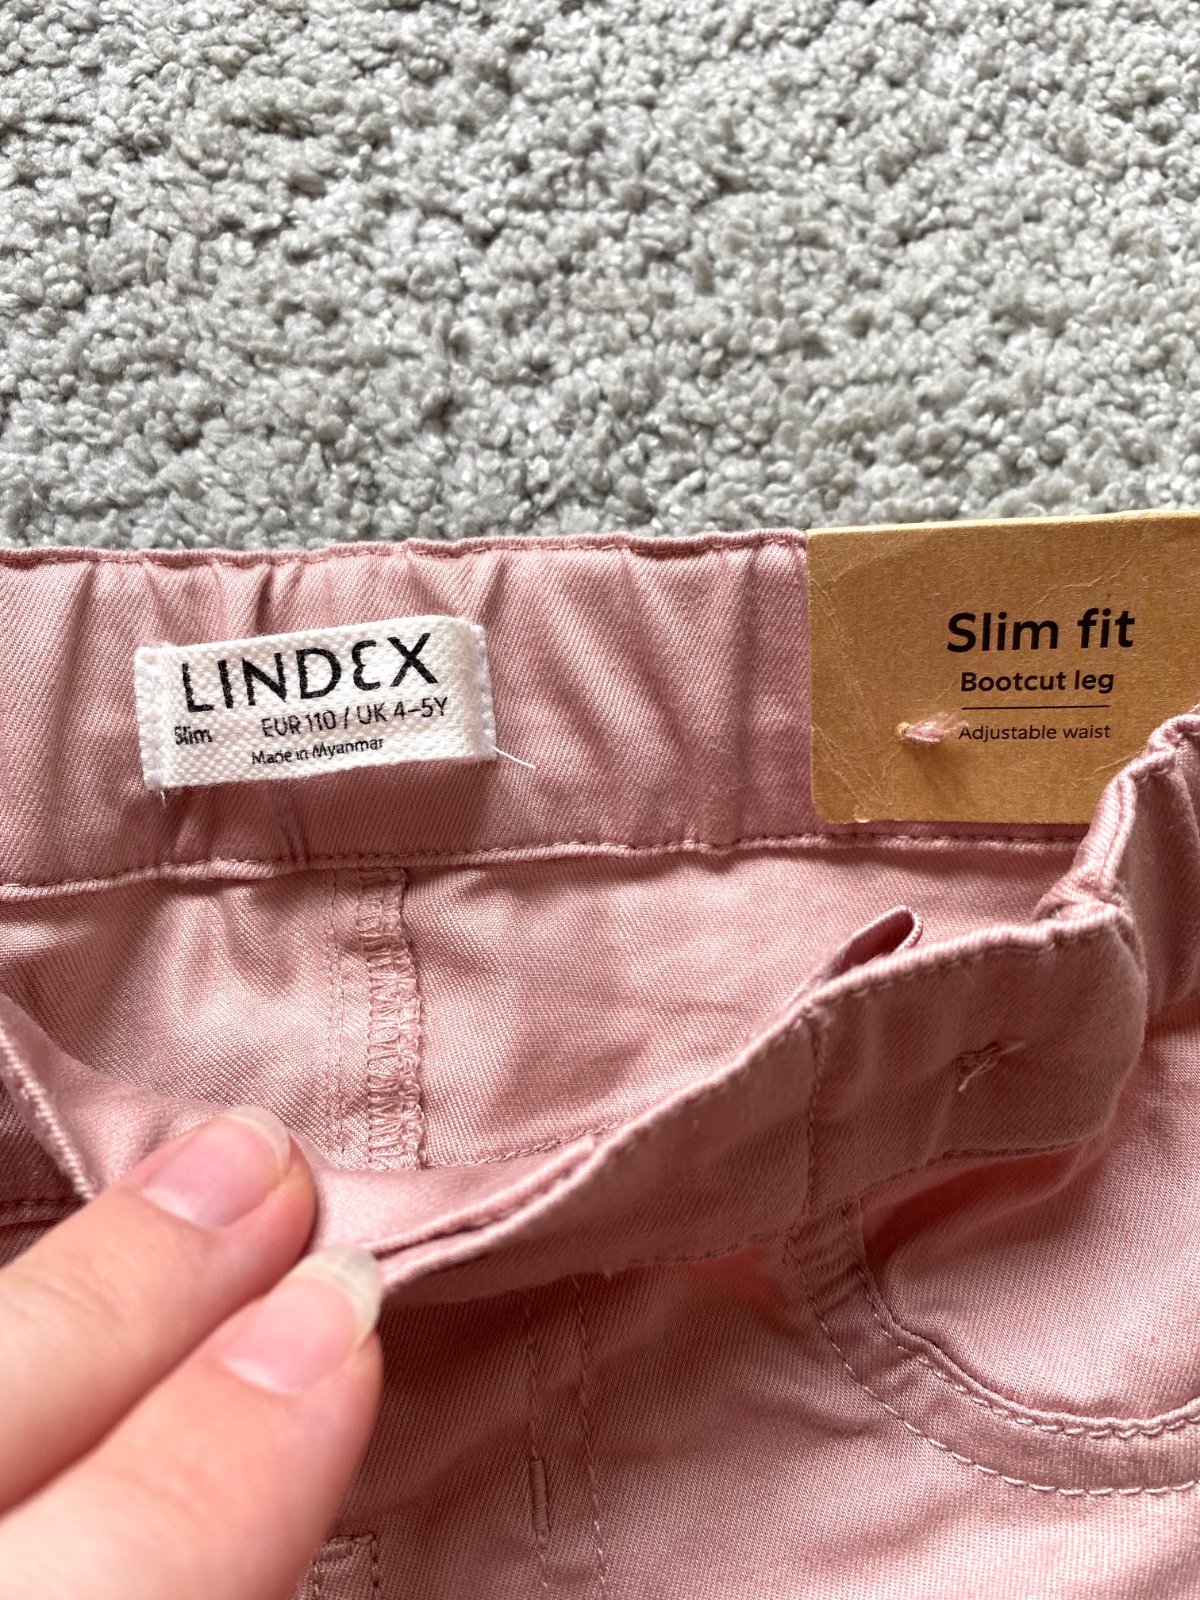 LINDEX
Slim EUR 110 / UK 4–5Y
Made in Myanmar
Slim fit
Bootcut leg
Adjustable waist